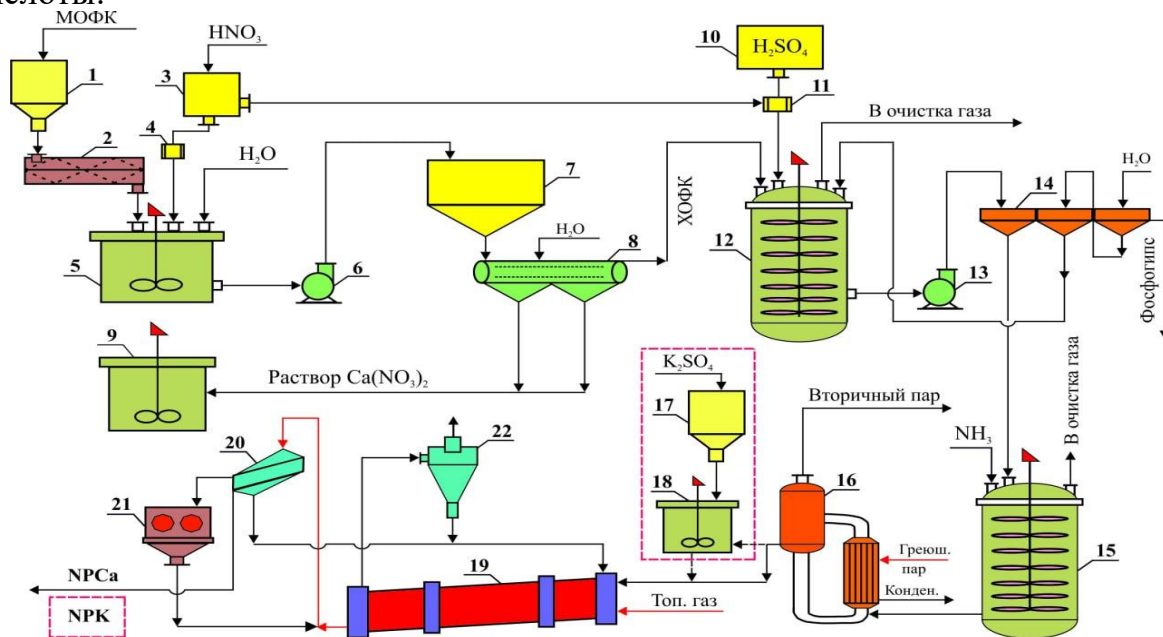 МОФК
HNO₃
10
H₂SO₄
1
3
11
В очистка газа
2
4
H₂O
7
H₂O
14
ХОФК
H₂O
8
5
6
12
13
Фосфогипс
9
K₂SO₄
Раствор Ca(NO₃)₂
17
Вторичный пар
В очистка газа
22
NH₃
20
18
16
21
Греюш.
пар
15
NPCa
19
Конден.
NPK
Топ. газ